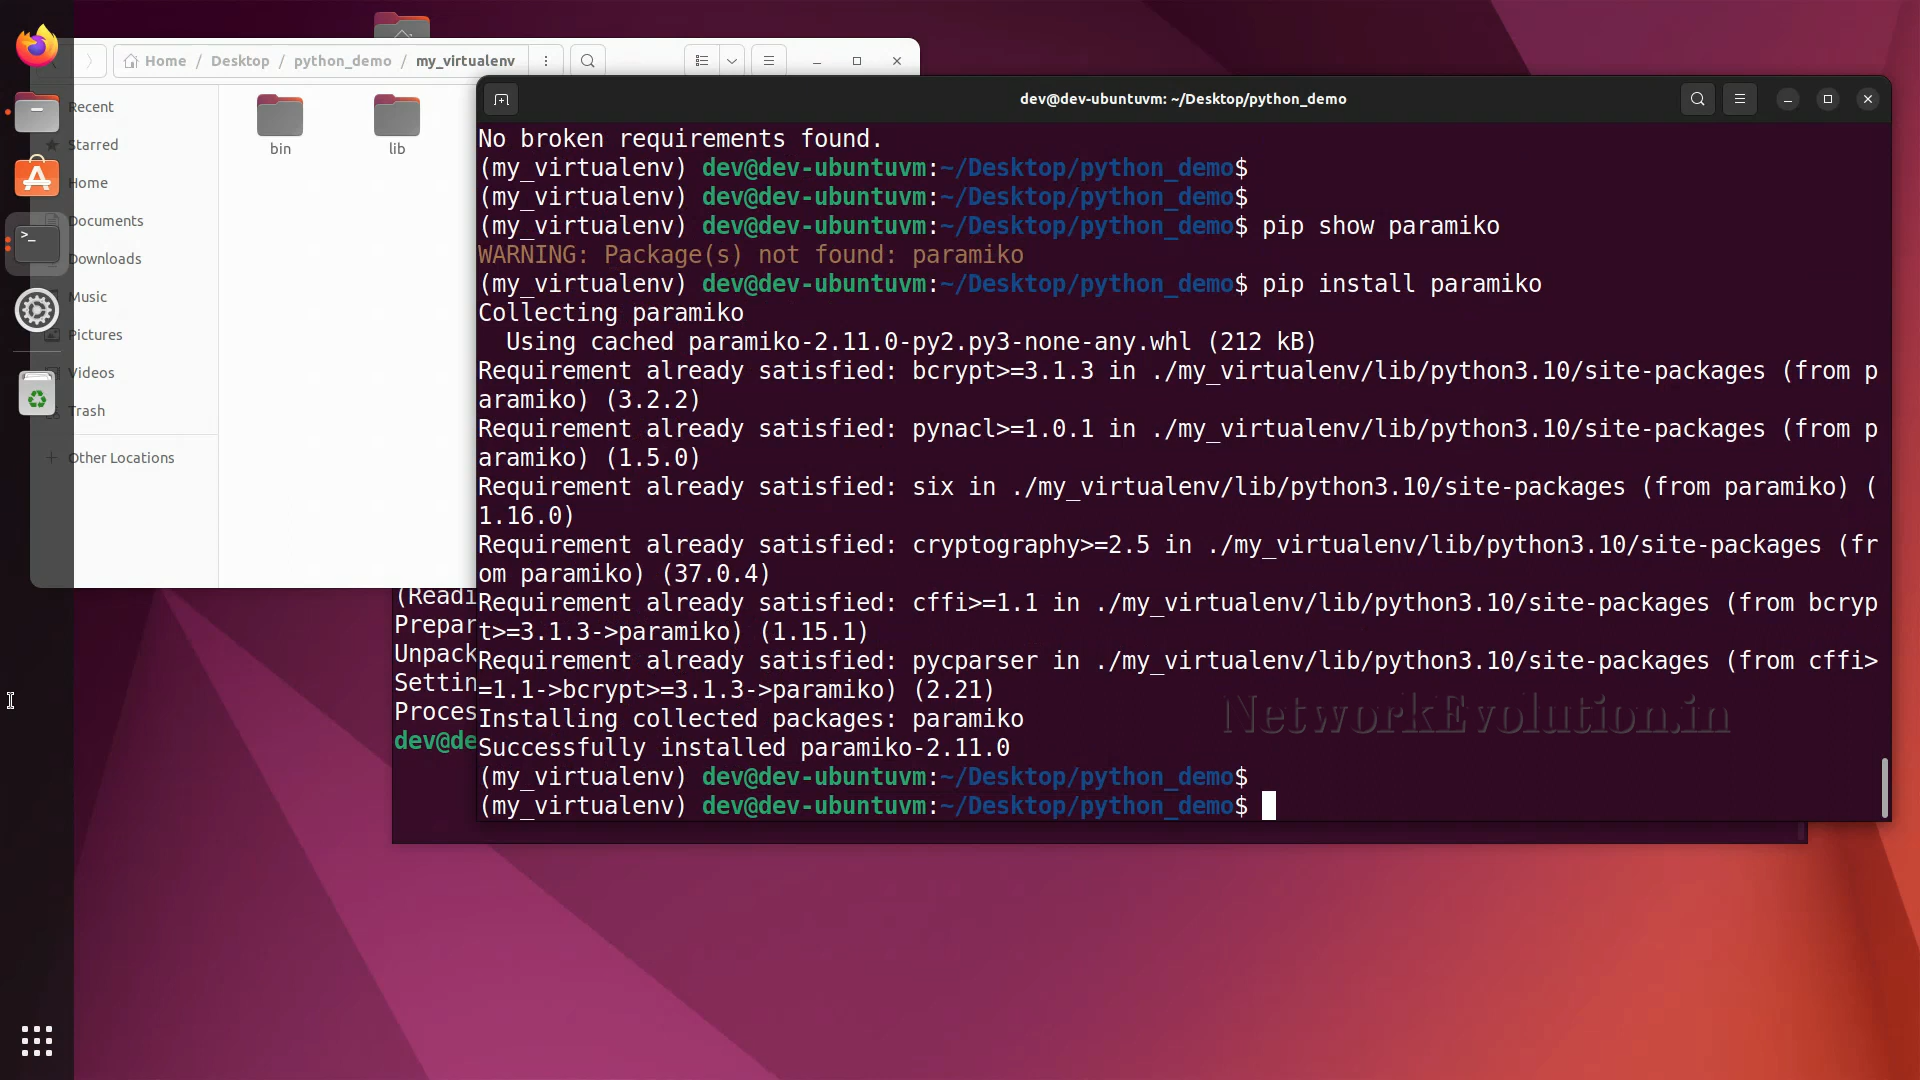 Home / Desktop / python_demo / my_virtualenv
Recent
Starred
Home
Documents
Downloads
Music
Pictures
Videos
Trash
Other Locations
bin
lib
dev@dev-ubuntuvm: ~/Desktop/python_demo
No broken requirements found.
(my_virtualenv) dev@dev-ubuntuvm:~/Desktop/python_demo$
(my_virtualenv) dev@dev-ubuntuvm:~/Desktop/python_demo$
(my_virtualenv) dev@dev-ubuntuvm:~/Desktop/python_demo$ pip show paramiko
WARNING: Package(s) not found: paramiko
(my_virtualenv) dev@dev-ubuntuvm:~/Desktop/python_demo$ pip install paramiko
Collecting paramiko
  Using cached paramiko-2.11.0-py2.py3-none-any.whl (212 kB)
Requirement already satisfied: bcrypt>=3.1.3 in ./my_virtualenv/lib/python3.10/site-packages (from p
aramiko) (3.2.2)
Requirement already satisfied: pynacl>=1.0.1 in ./my_virtualenv/lib/python3.10/site-packages (from p
aramiko) (1.5.0)
Requirement already satisfied: six in ./my_virtualenv/lib/python3.10/site-packages (from paramiko) (
1.16.0)
Requirement already satisfied: cryptography>=2.5 in ./my_virtualenv/lib/python3.10/site-packages (fr
om paramiko) (37.0.4)
Requirement already satisfied: cffi>=1.1 in ./my_virtualenv/lib/python3.10/site-packages (from bcryp
t>=3.1.3->paramiko) (1.15.1)
Requirement already satisfied: pycparser in ./my_virtualenv/lib/python3.10/site-packages (from cffi>
=1.1->bcrypt>=3.1.3->paramiko) (2.21)
Installing collected packages: paramiko
Successfully installed paramiko-2.11.0
(my_virtualenv) dev@dev-ubuntuvm:~/Desktop/python_demo$
(my_virtualenv) dev@dev-ubuntuvm:~/Desktop/python_demo$
(Readi
Prepar
Unpack
Settin
Proces
dev@de
NetworkEvolution.in